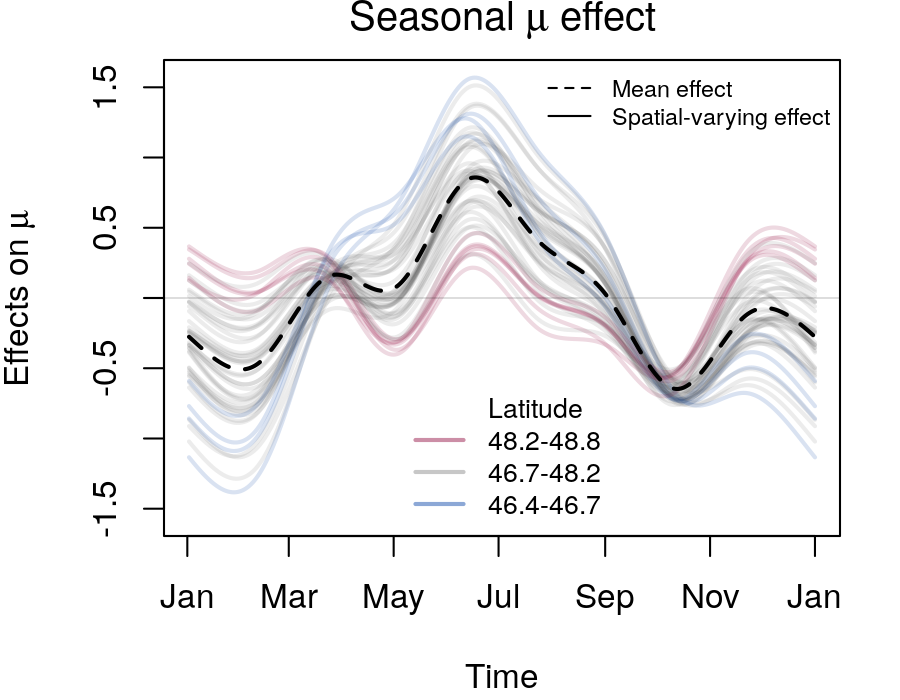 Seasonal μ effect
Mean effect
Spatial-varying effect
Effects on μ
1.5
0.5
-0.5
-1.5
Latitude
48.2-48.8
46.7-48.2
46.4-46.7
Jan Mar May Jul Sep Nov Jan
Time